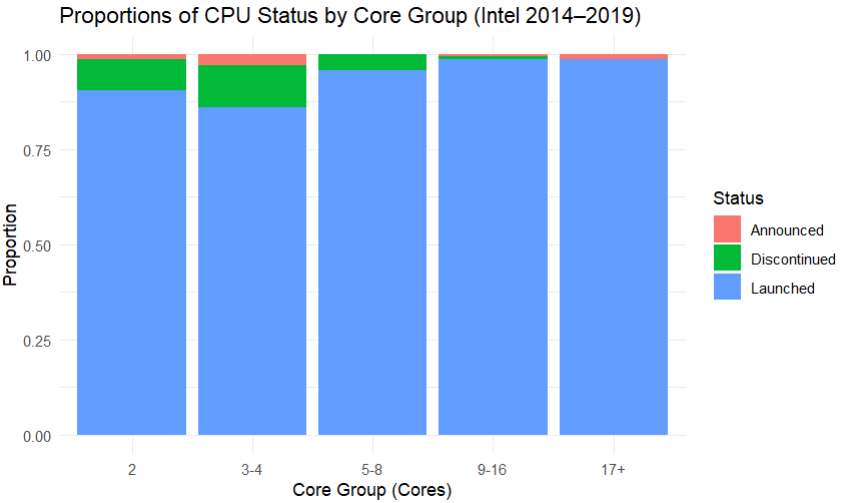 Proportions of CPU Status by Core Group (Intel 2014–2019)
1.00
0.75
0.50
0.25
0.00
Proportion
2 3-4 5-8 9-16 17+
Core Group (Cores)
Status
Announced
Discontinued
Launched